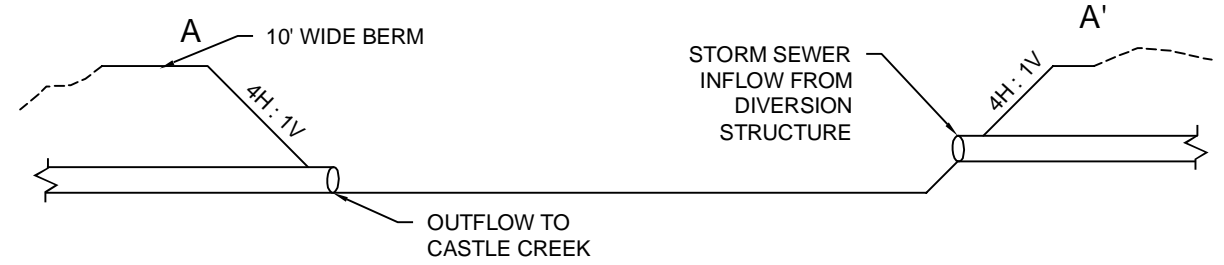 A
10' WIDE BERM
4H : 1V
OUTFLOW TO
CASTLE CREEK
STORM SEWER
INFLOW FROM
DIVERSION
STRUCTURE
4H : 1V
A'